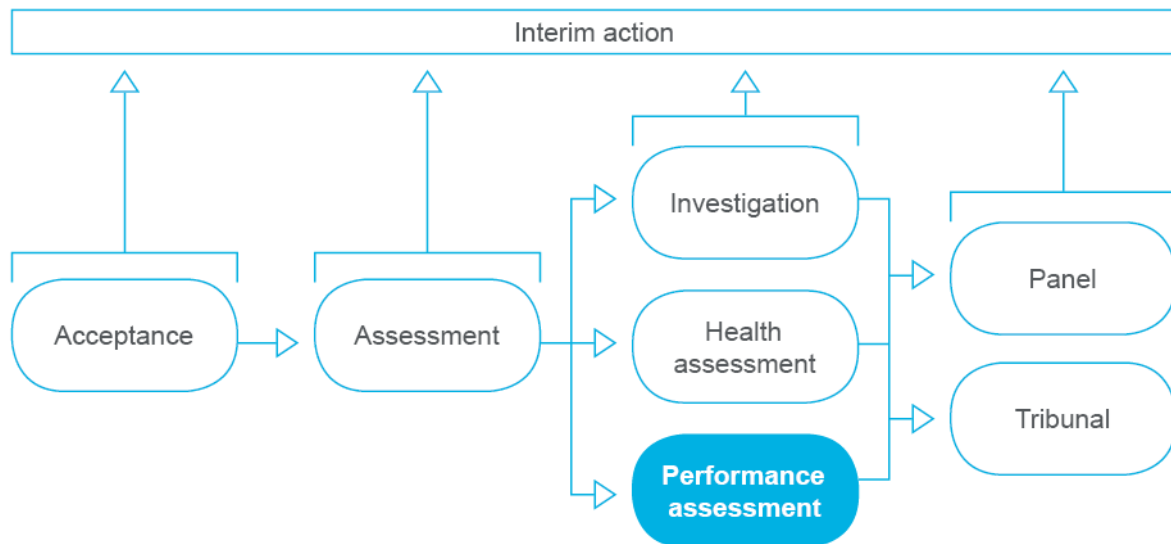 Interim action
Acceptance
Assessment
Investigation
Health
assessment
Performance
assessment
Panel
Tribunal